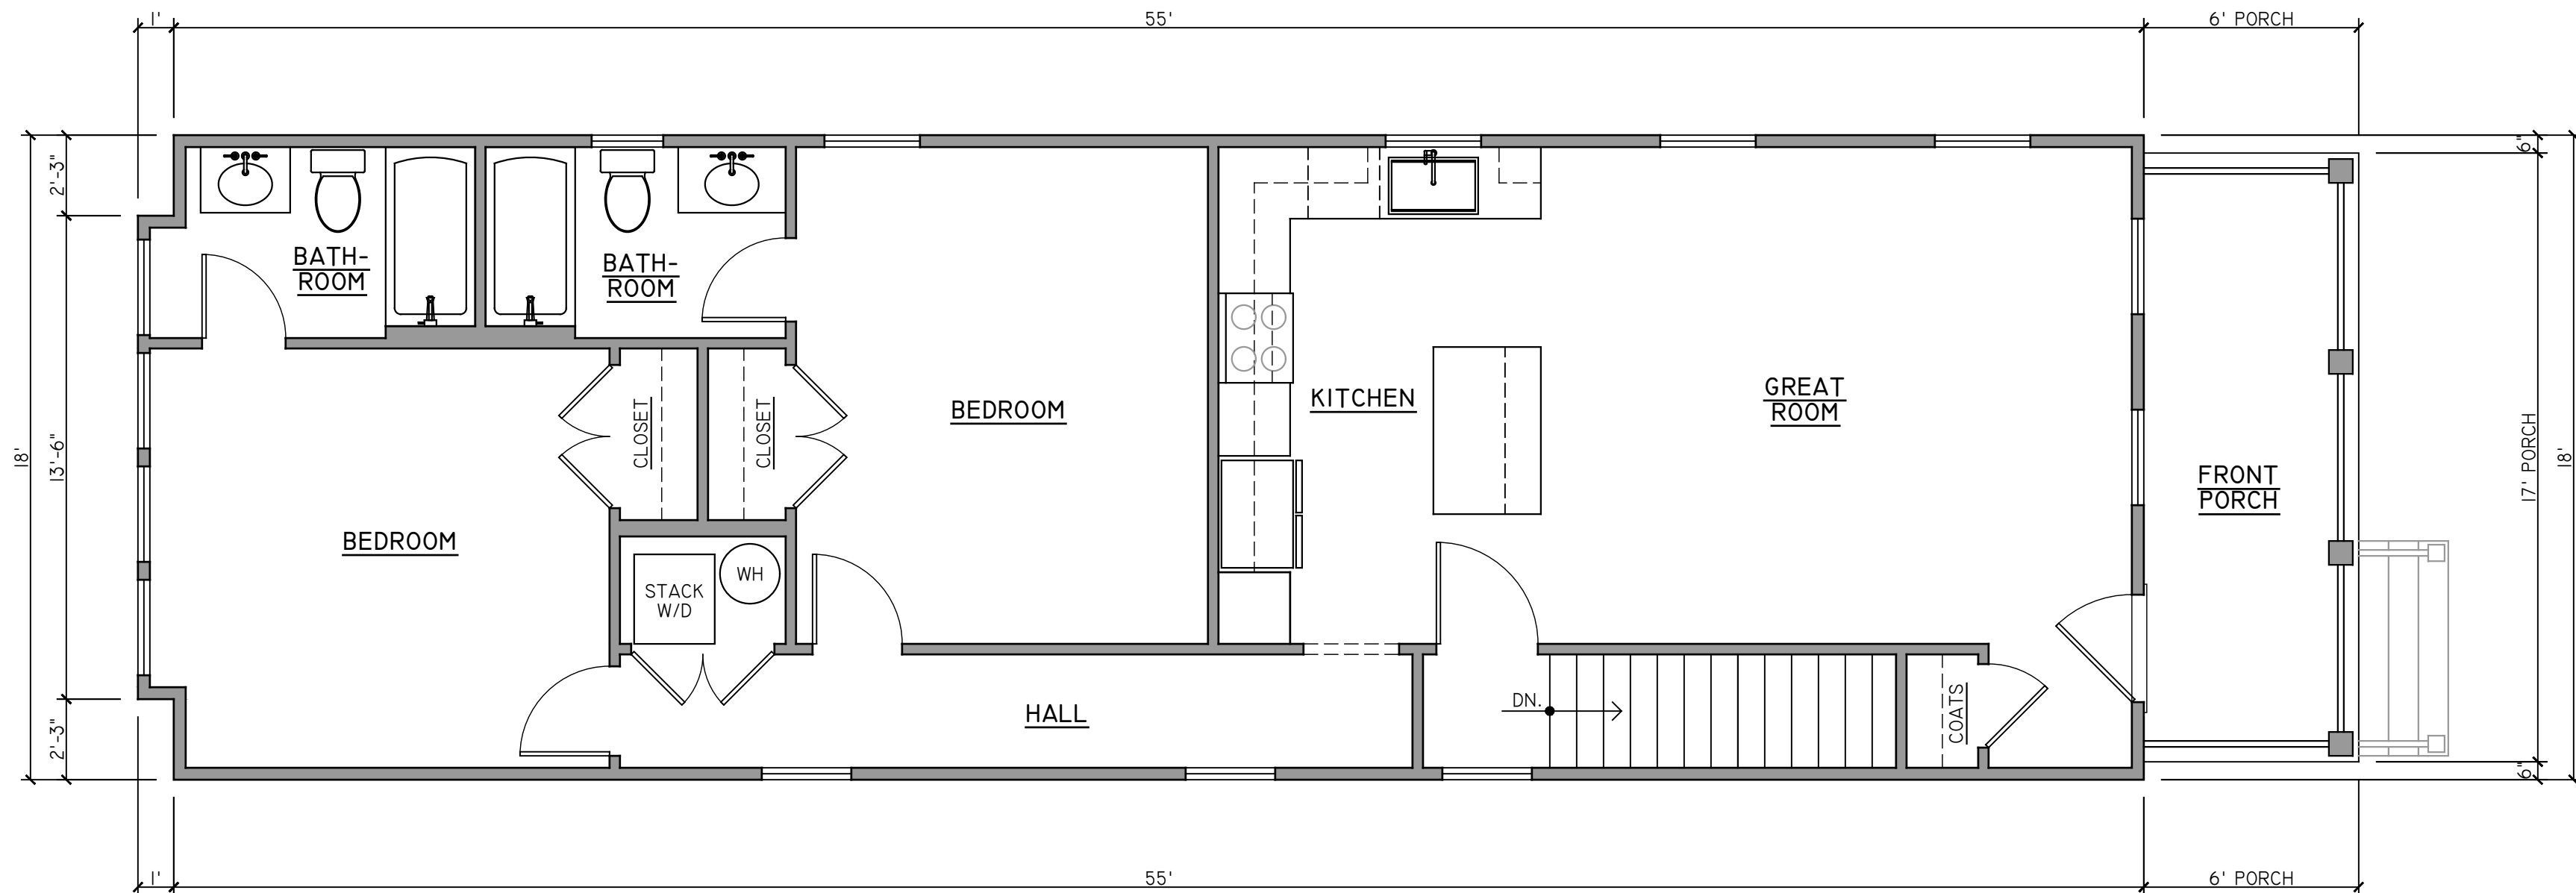 1'
55'
6' PORCH
2'-3"
13'-6"
2'-3"
18'
6"
17' PORCH
6"
18'
BATH-
ROOM
BATH-
ROOM
BEDROOM
CLOSET
CLOSET
BEDROOM
KITCHEN
GREAT
ROOM
FRONT
PORCH
STACK
W/D
WH
HALL
DN.
COATS
1'
55'
6' PORCH